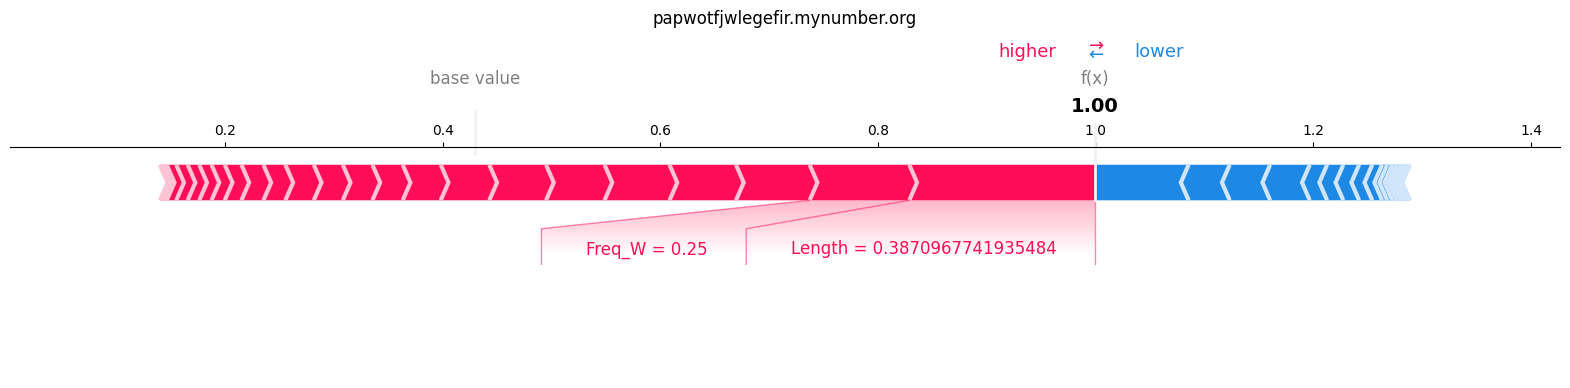 papwotfjwlegefir.mynumber.org
higher ⇄ lower
base value f(x)
1.00
0.2 0.4 0.6 0.8 1.0 1.2 1.4
Freq_W = 0.25 Length = 0.3870967741935484